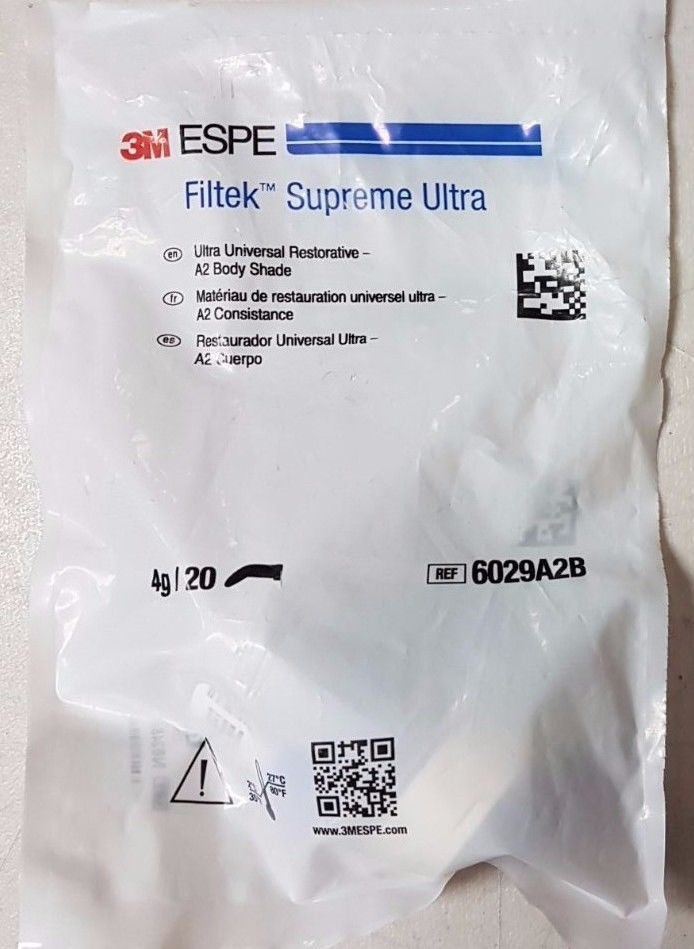 3M ESPE
Filtek™ Supreme Ultra
en Ultra Universal Restorative –
A2 Body Shade
fr Matériau de restauration universel ultra –
A2 Consistance
es Restaurador Universal Ultra –
A2 Cuerpo
4g | 20
REF 6029A2B
27°C
80°F
www.3MESPE.com